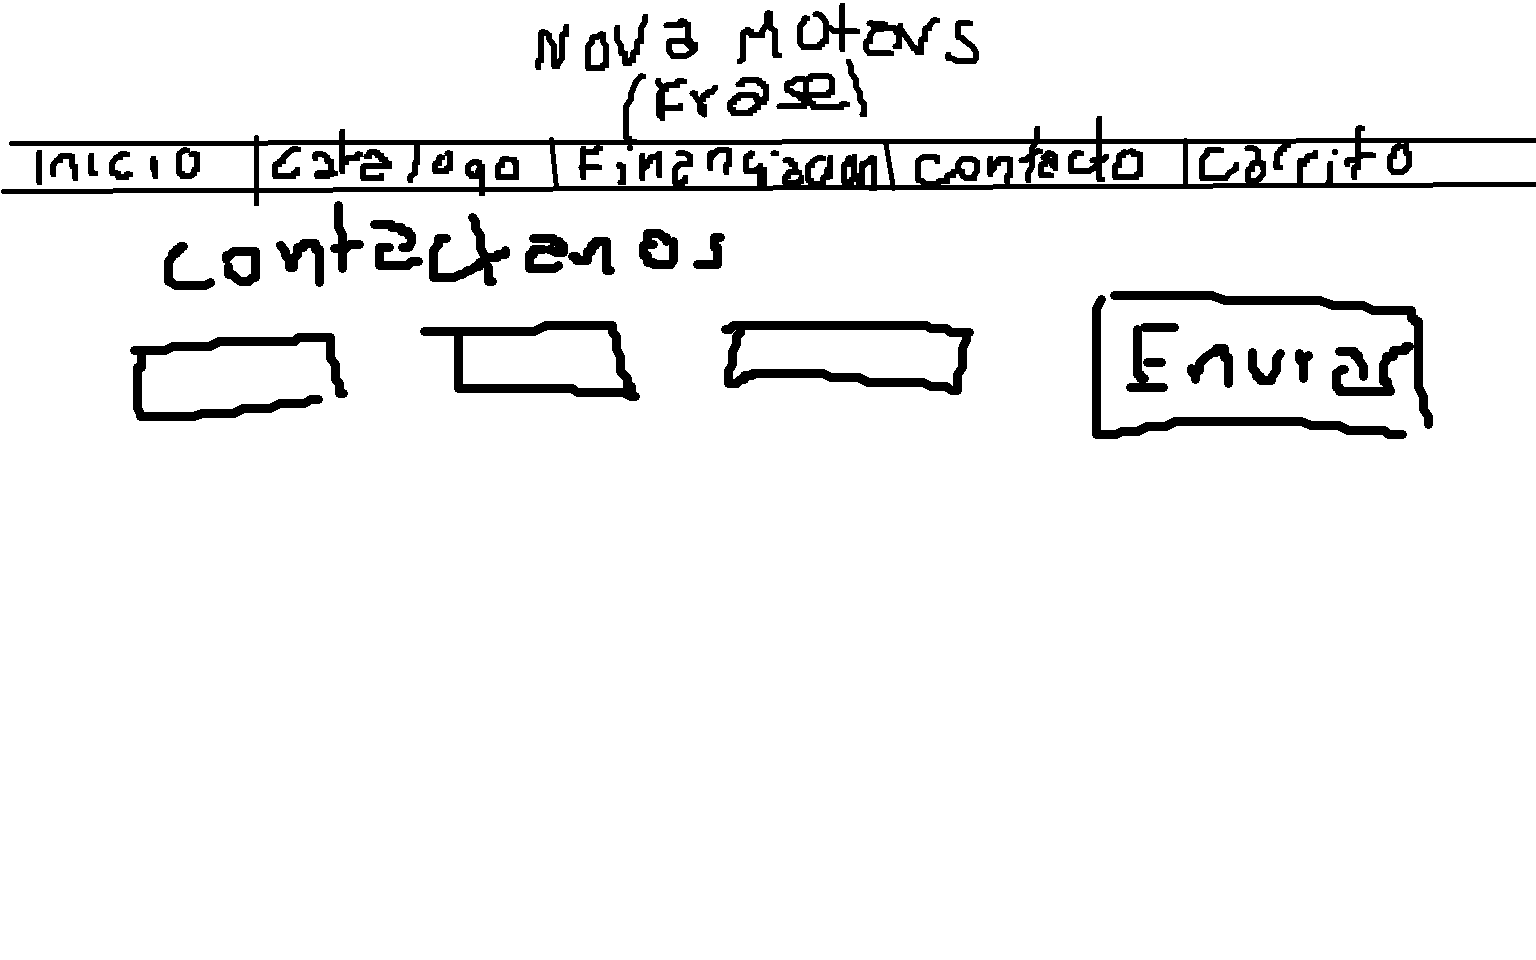 Nova Motors
(Frase)
Inicio Catalogo Financiacion Contacto Carrito
Contactanos
Enviar